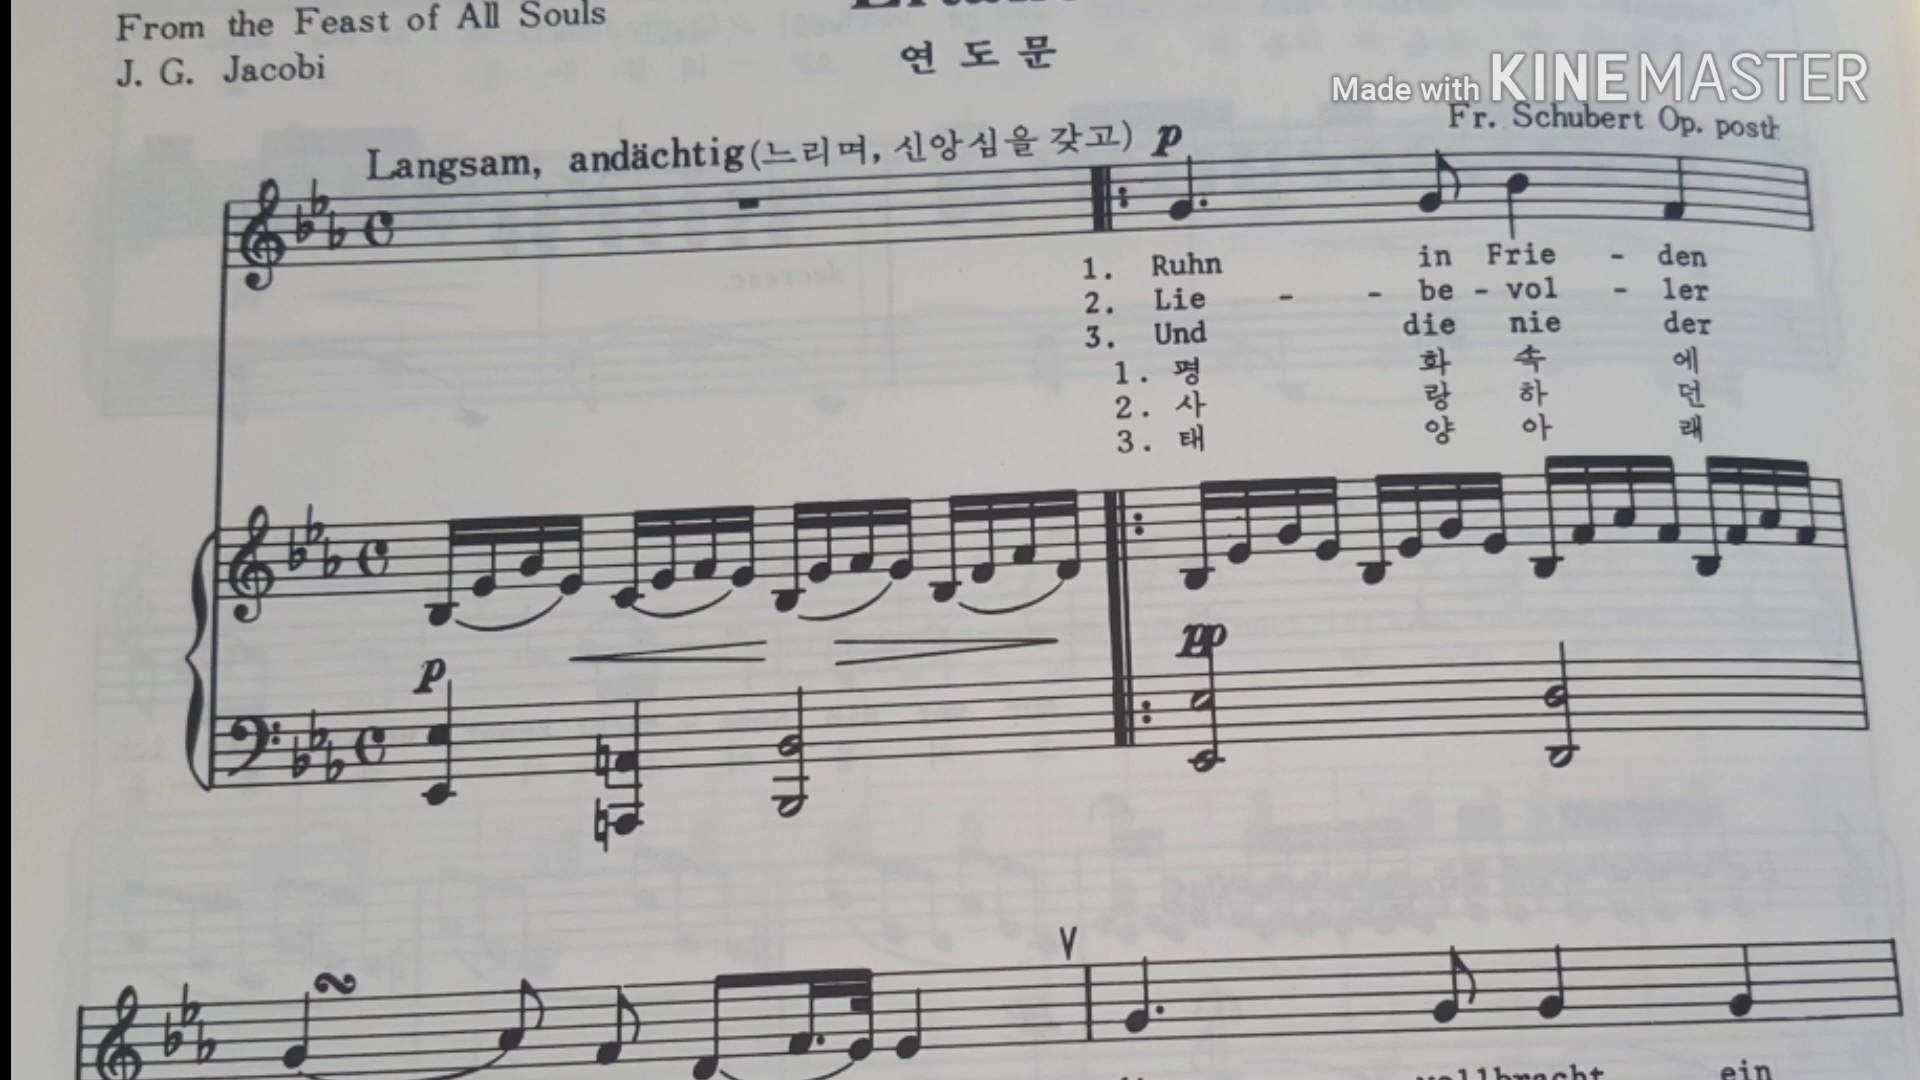 From the Feast of All Souls
J. G. Jacobi
연 도 문
Made with KINEMASTER
Fr. Schubert Op. posth
Langsam, andächtig(느리며, 신앙심을 갖고) p
1. Ruhn in Frie - den
2. Lie - - be - vol - ler
3. Und die nie der
1. 평 화 속 에
2. 사 랑 하 던
3. 태 양 아 래
pp
p
ein